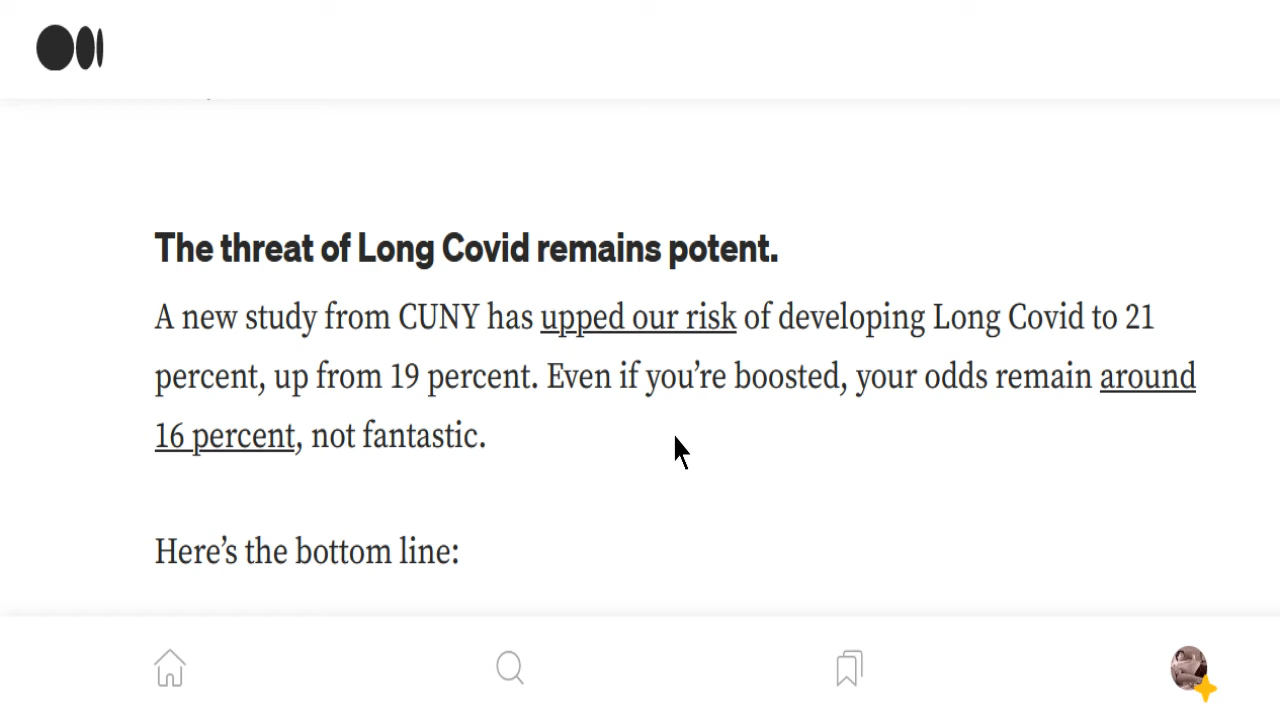 The threat of Long Covid remains potent.
A new study from CUNY has upped our risk of developing Long Covid to 21
percent, up from 19 percent. Even if you’re boosted, your odds remain around
16 percent, not fantastic.
Here’s the bottom line: